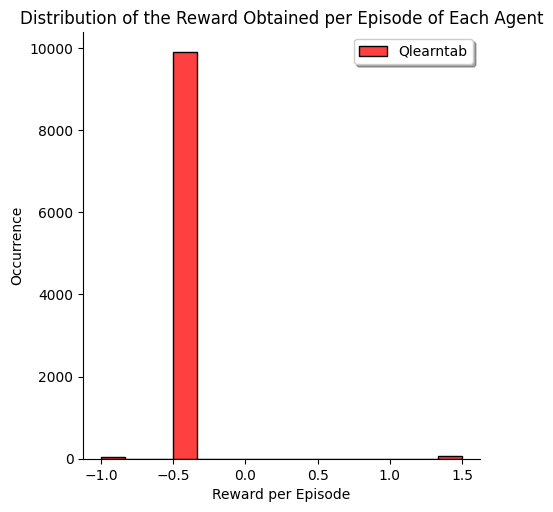 Distribution of the Reward Obtained per Episode of Each Agent
Qlearntab
10000
8000
6000
4000
2000
0
Occurrence
−1.0 −0.5 0.0 0.5 1.0 1.5
Reward per Episode